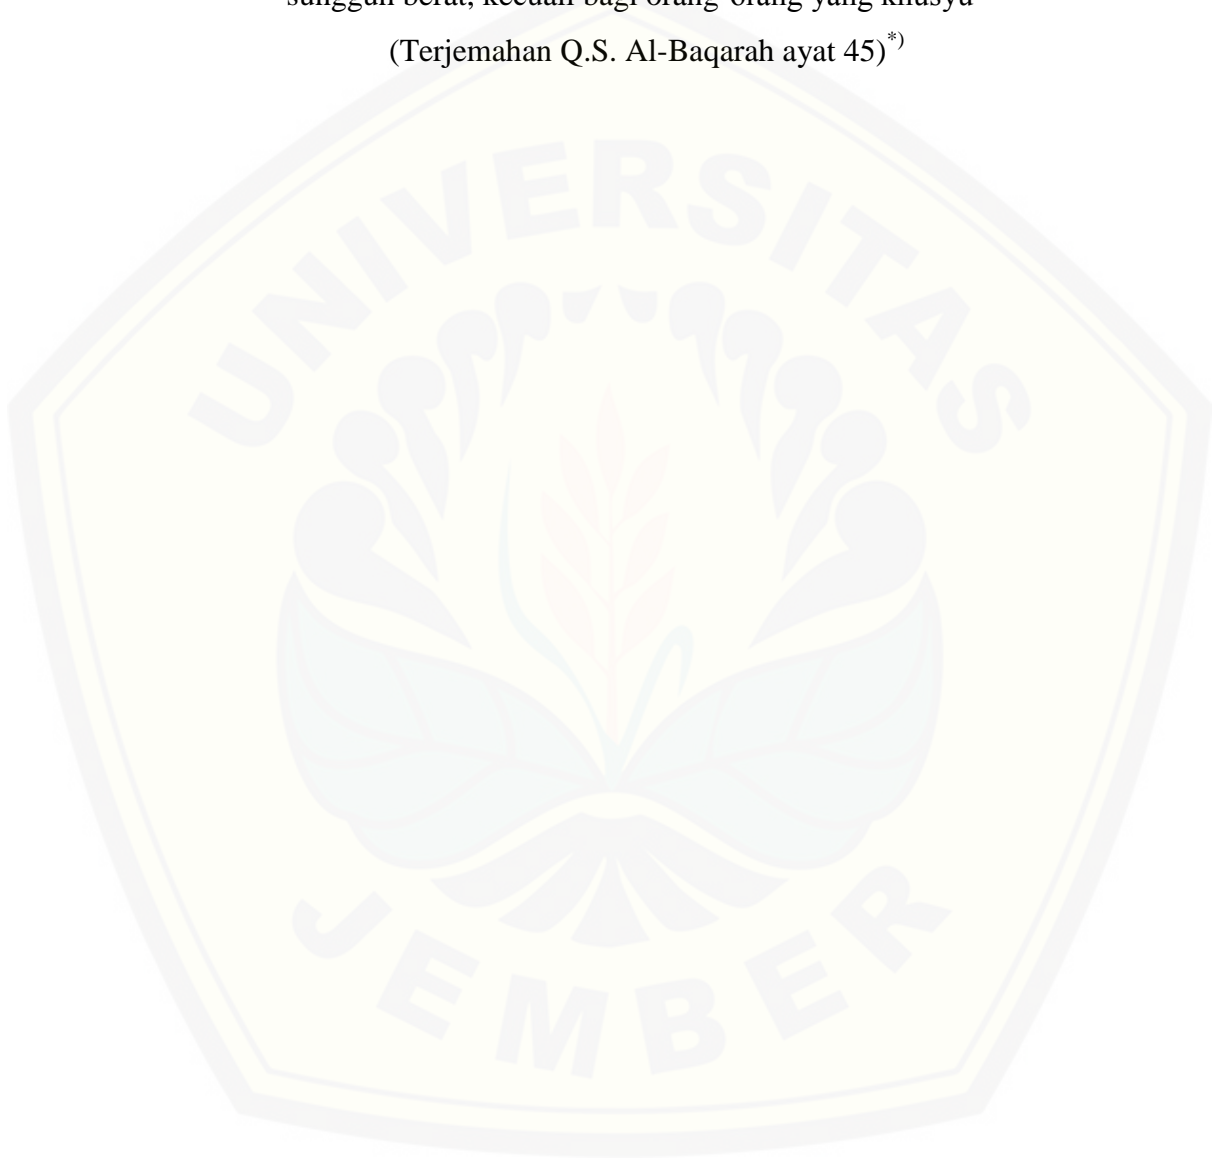 sungguh berat, kecuali bagi orang-orang yang khusyu
(Terjemahan Q.S. Al-Baqarah ayat 45)*)
UNIVERSITAS
JEMBER